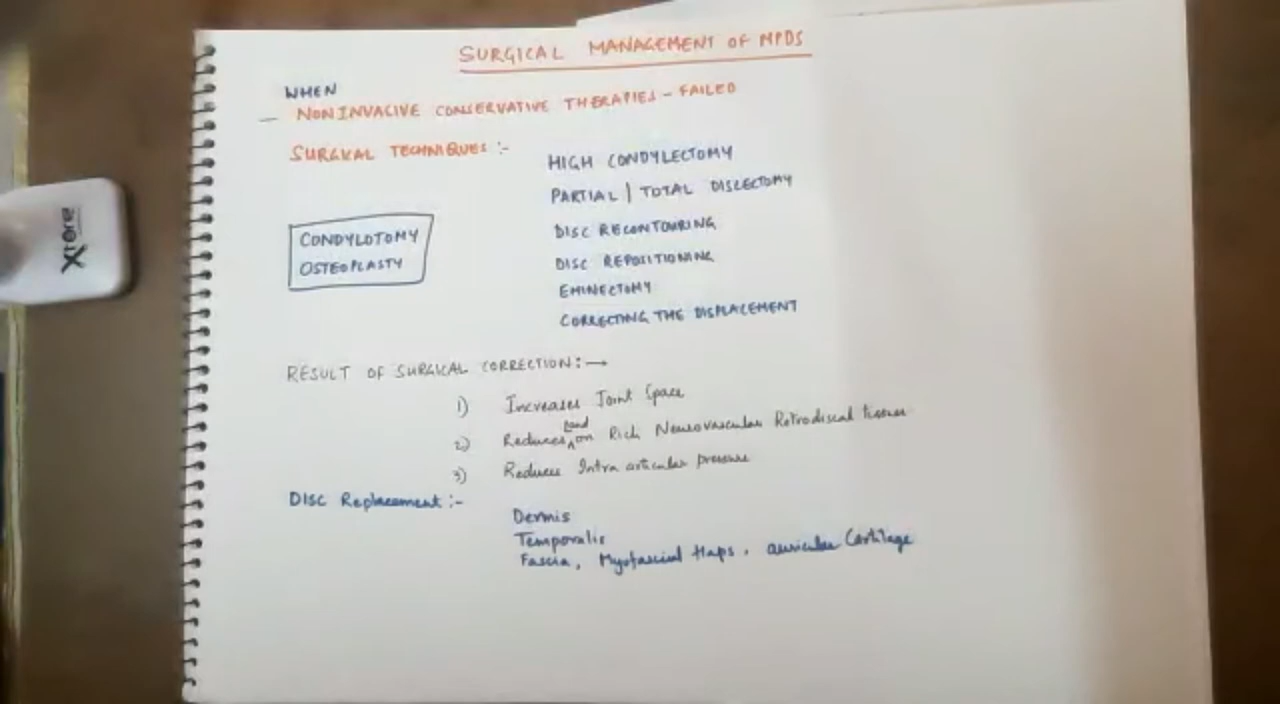 SURGICAL MANAGEMENT OF MPDS
WHEN
— NONINVACIVE CONSERVATIVE THERAPIES - FAILED
SURGICAL TECHNIQUES :-
HIGH CONDYLECTOMY
PARTIAL | TOTAL DISCECTOMY
CONDYLOTOMY
OSTEOPLASTY
DISC RECONTOURING
DISC REPOSITIONING
EMINECTOMY
CORRECTING THE DISPLACEMENT
Xtore
RESULT OF SURGICAL CORRECTION: →
1) Increases Joint Space
2) Reduces load on Rich Neurovascular Retrodiscal tissue
3) Reduces Intra articular pressure
DISC Replacement :-
Dermis
Temporalis
Fascia, Myofascial flaps, auricular Cartilage